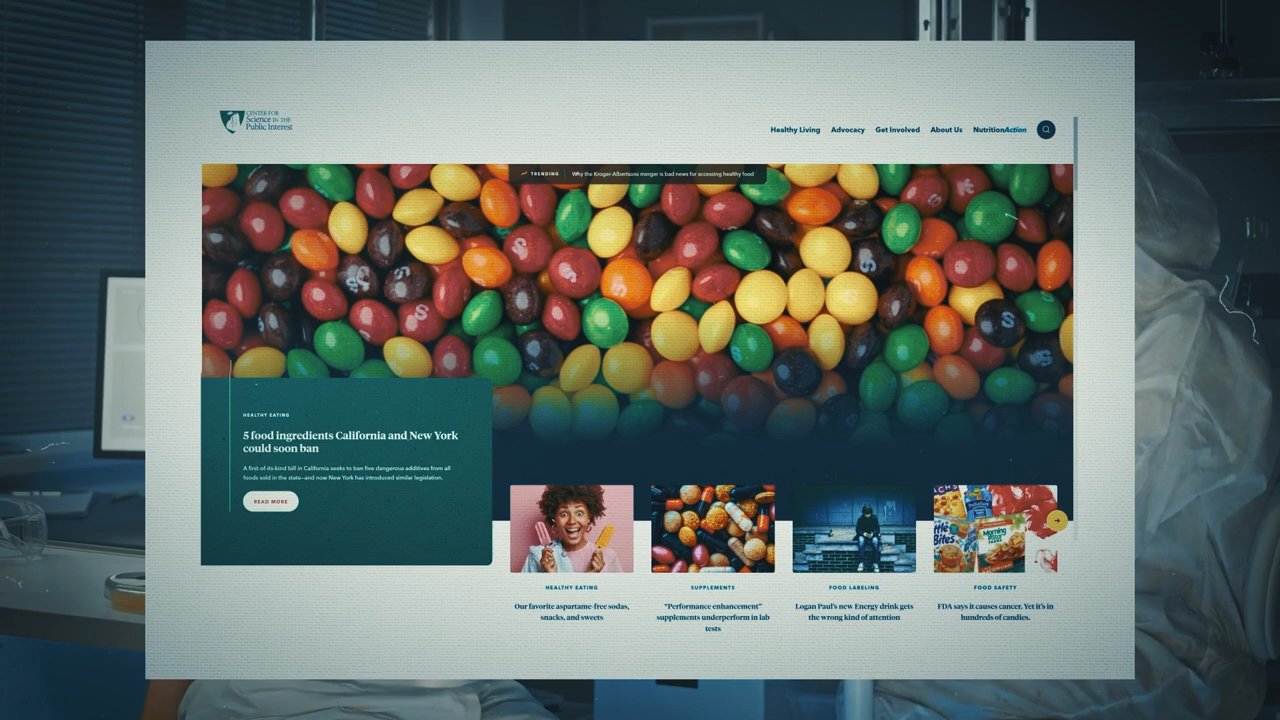 CENTER FOR
Science IN THE
Public Interest
Healthy Living
Advocacy
Get Involved
About Us
NutritionAction
TRENDING
Why the Kroger-Albertsons merger is bad news for accessing healthy food
HEALTHY EATING
5 food ingredients California and New York
could soon ban
A first-of-its-kind bill in California seeks to ban five dangerous additives from all
foods sold in the state—and now New York has introduced similar legislation.
READ MORE
HEALTHY EATING
Our favorite aspartame-free sodas,
snacks, and sweets
SUPPLEMENTS
"Performance enhancement"
supplements underperform in lab
tests
FOOD LABELING
Logan Paul's new Energy drink gets
the wrong kind of attention
FOOD SAFETY
FDA says it causes cancer. Yet it's in
hundreds of candies.